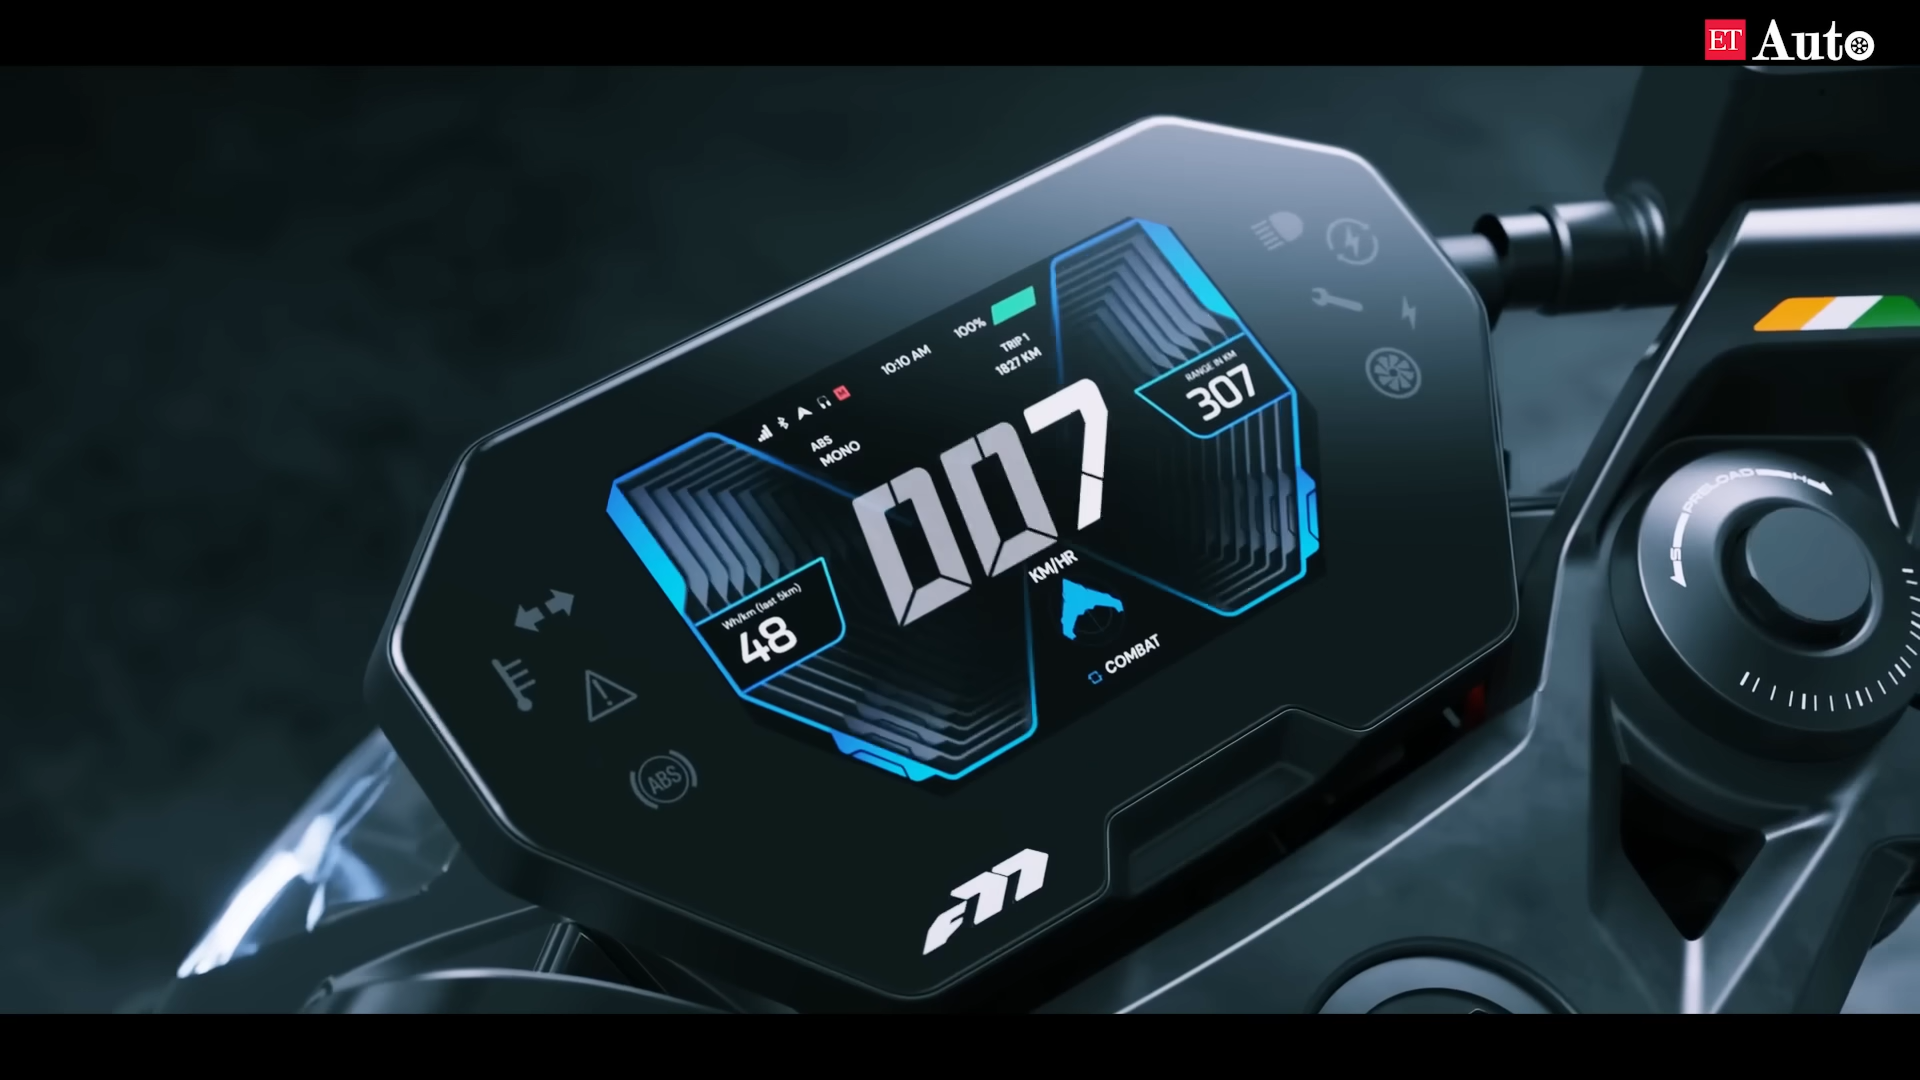 ET Auto
100%
10:10 AM
TRIP 1
1827 KM
ABS
MONO
RANGE IN KM
307
007
KM/HR
Wh/km (last 5km)
48
COMBAT
ABS
F77
S PRELOAD H